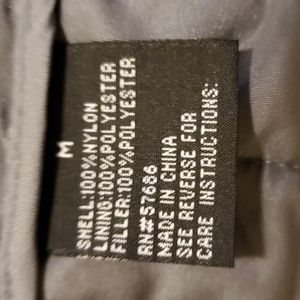 M
SHELL:100%NYLON
LINING:100%POLYESTER
FILLER:100%POLYESTER
RN#57686
MADE IN CHINA
SEE REVERSE FOR
CARE INSTRUCTIONS: